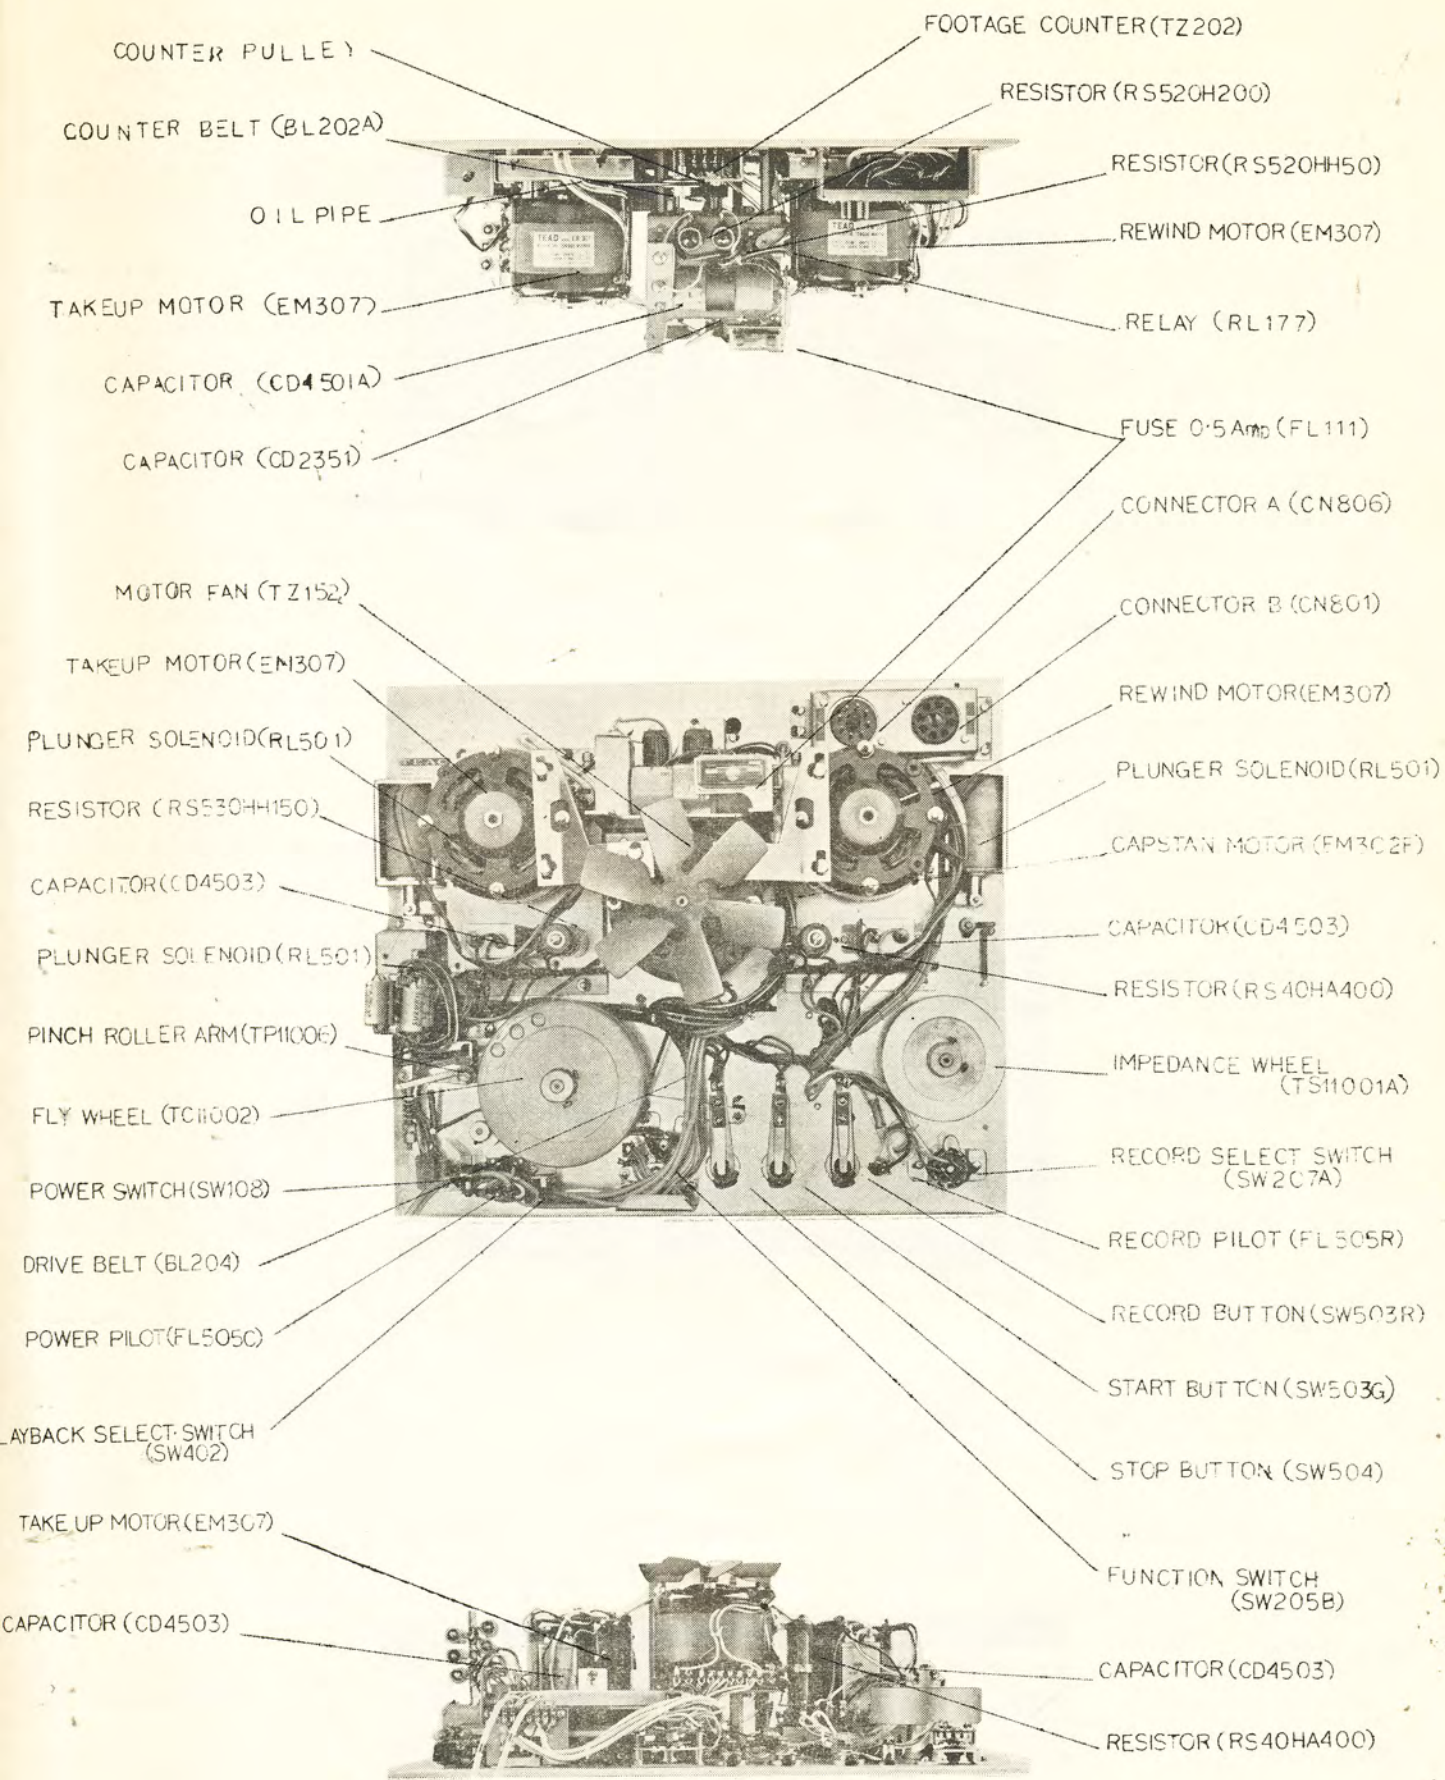 COUNTER PULLEY
COUNTER BELT (BL202A)
OIL PIPE
TAKEUP MOTOR (EM307)
CAPACITOR (CD4501A)
CAPACITOR (CD2351)
FOOTAGE COUNTER (TZ202)
RESISTOR (RS520H200)
RESISTOR (RS520HH50)
REWIND MOTOR (EM307)
RELAY (RL177)
FUSE 0.5 Amp (FL111)
CONNECTOR A (CN806)
CONNECTOR B (CN801)
REWIND MOTOR (EM307)
PLUNGER SOLENOID (RL501)
CAPSTAN MOTOR (EM302F)
CAPACITOR (CD4503)
RESISTOR (RS40HA400)
IMPEDANCE WHEEL
(TS11001A)
RECORD SELECT SWITCH
(SW207A)
RECORD PILOT (FL505R)
RECORD BUTTON (SW503R)
START BUTTON (SW503G)
STOP BUTTON (SW504)
FUNCTION SWITCH
(SW205B)
MOTOR FAN (TZ152)
TAKEUP MOTOR (EM307)
PLUNGER SOLENOID (RL501)
RESISTOR (RS530HH150)
CAPACITOR (CD4503)
PLUNGER SOLENOID (RL501)
PINCH ROLLER ARM (TP11006)
FLY WHEEL (TC11002)
POWER SWITCH (SW108)
DRIVE BELT (BL204)
POWER PILOT (FL505C)
LAYBACK SELECT SWITCH
(SW402)
TAKE UP MOTOR (EM307)
CAPACITOR (CD4503)
CAPACITOR (CD4503)
RESISTOR (RS40HA400)